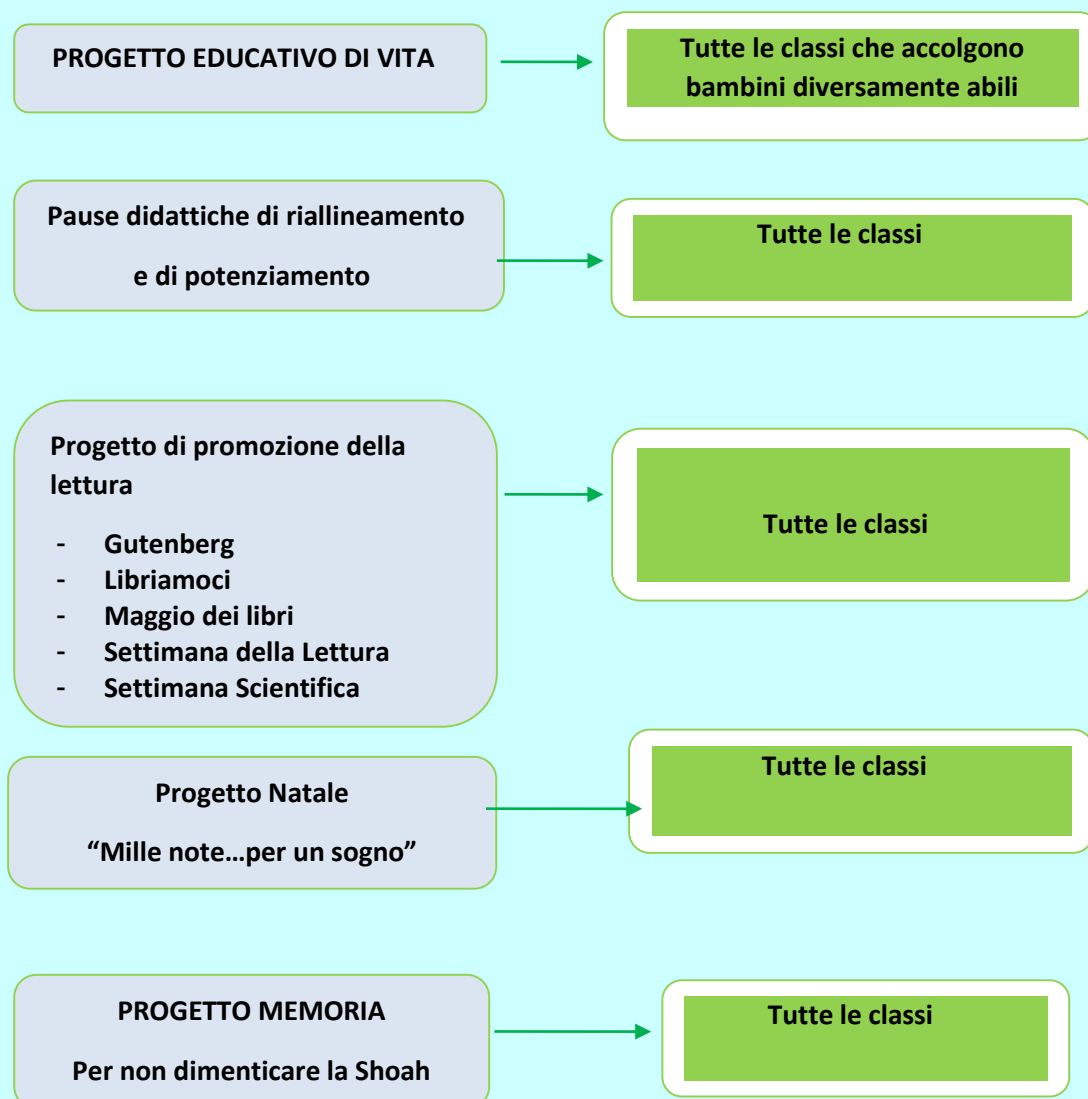 PROGETTO EDUCATIVO DI VITA
Tutte le classi che accolgono
bambini diversamente abili
Pause didattiche di riallineamento
e di potenziamento
Tutte le classi
Progetto di promozione della
lettura
- Gutenberg
- Libriamoci
- Maggio dei libri
- Settimana della Lettura
- Settimana Scientifica
Tutte le classi
Progetto Natale
“Mille note…per un sogno”
Tutte le classi
PROGETTO MEMORIA
Per non dimenticare la Shoah
Tutte le classi